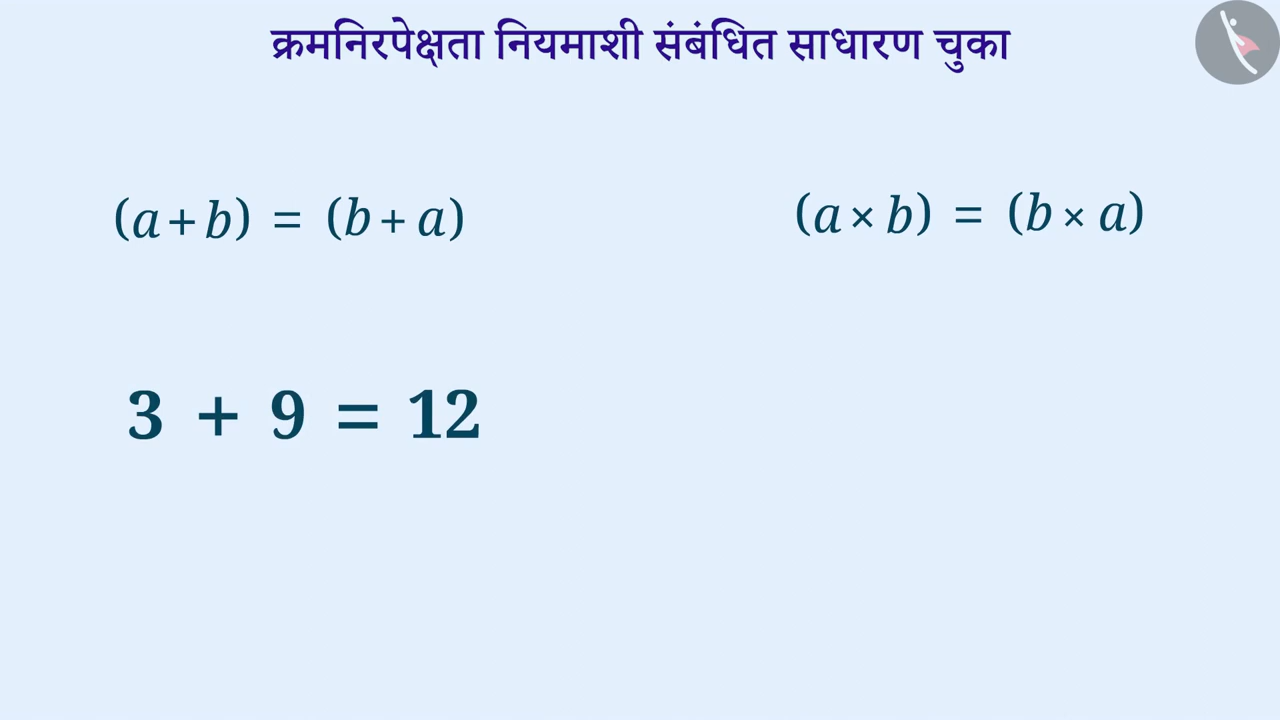 क्रमनिरपेक्षता नियमाशी संबंधित साधारण चुका
(a + b) = (b + a)
(a × b) = (b × a)
3 + 9 = 12